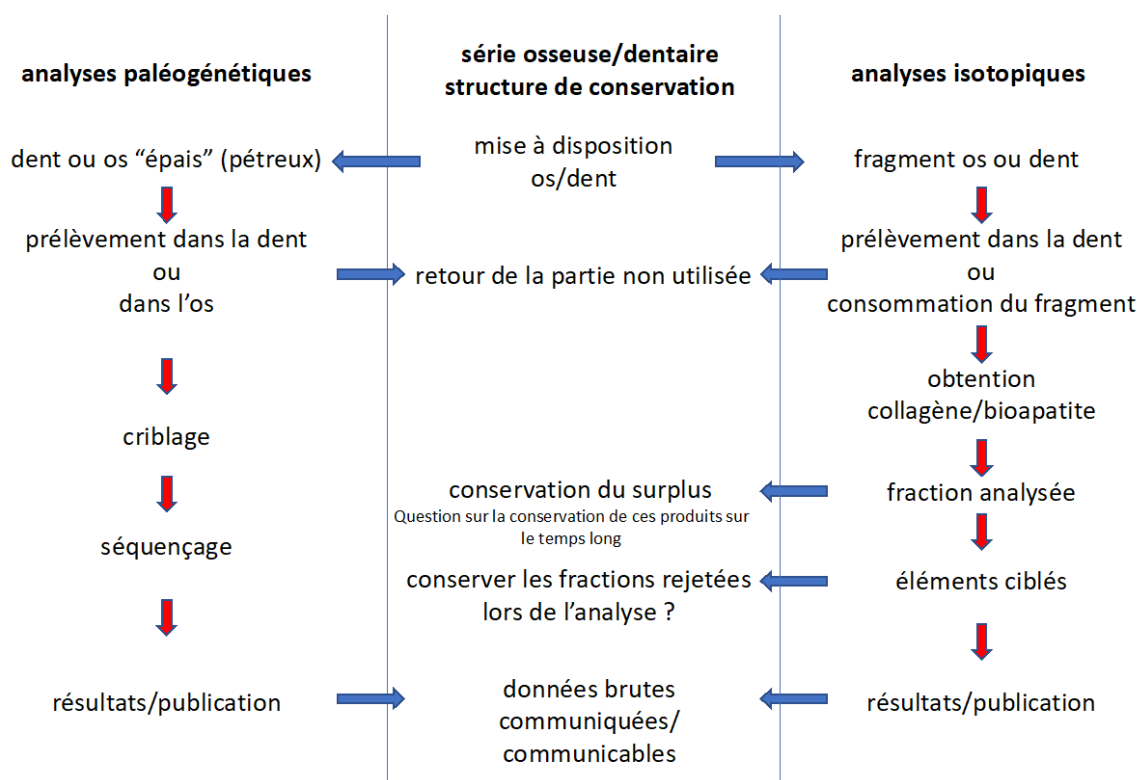 analyses paléogénétiques
dent ou os “épais” (pétreux)
prélèvement dans la dent
ou
dans l’os
criblage
séquençage
résultats/publication
série osseuse/dentaire
structure de conservation
mise à disposition
os/dent
retour de la partie non utilisée
conservation du surplus
Question sur la conservation de ces produits sur
le temps long
conserver les fractions rejetées
lors de l’analyse ?
données brutes
communiquées/
communicables
analyses isotopiques
fragment os ou dent
prélèvement dans la dent
ou
consommation du fragment
obtention
collagène/bioapatite
fraction analysée
éléments ciblés
résultats/publication